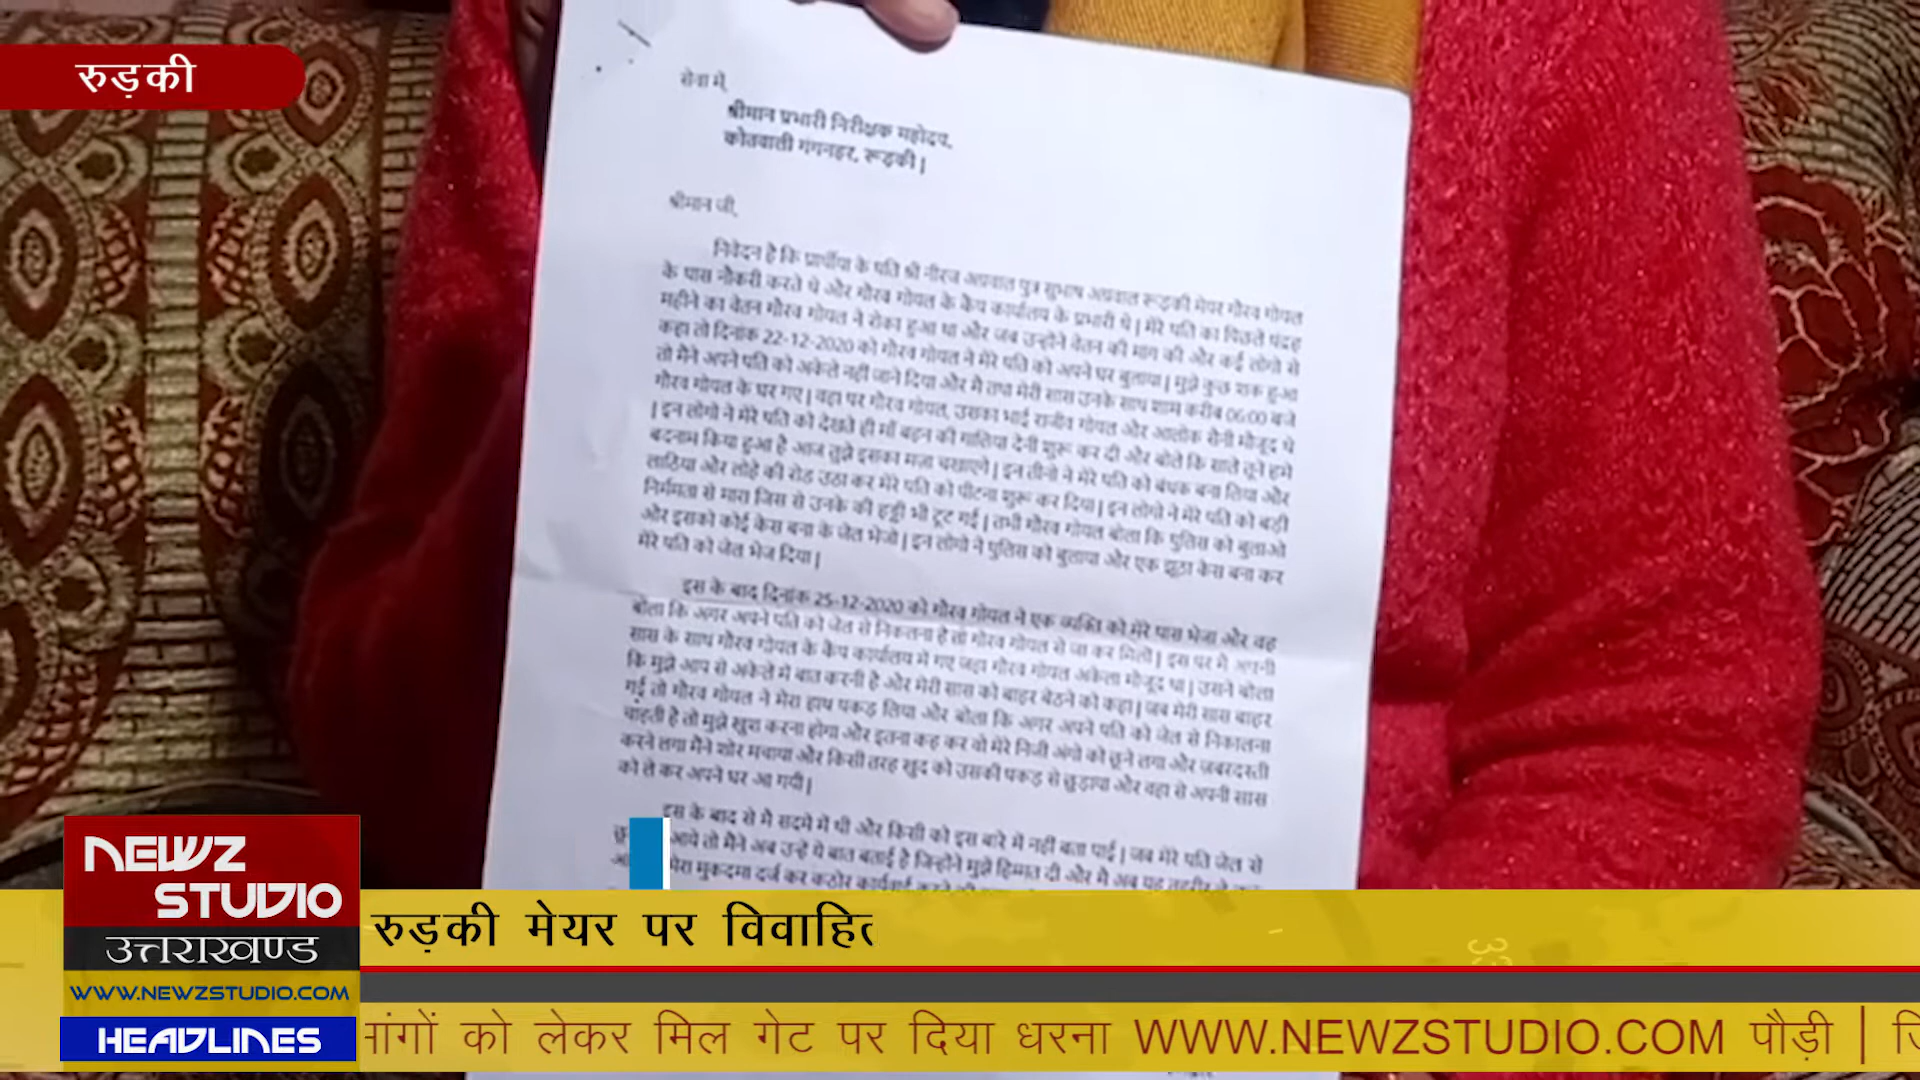 रुड़की
सेवा में,
श्रीमान प्रभारी निरीक्षक महोदय,
कोतवाली गंगनहर, रूड़की |
श्रीमान जी,
निवेदन है कि प्रार्थीया के पति श्री नीरज अग्रवाल पुत्र सुभाष अग्रवाल रूड़की मेयर गौरव गोयल
के पास नौकरी करते थे और गौरव गोयल के कैंप कार्यालय के प्रभारी थे | मेरे पति का पिछले पंद्रह
महीने का वेतन गौरव गोयल ने रोका हुआ था और जब उन्होंने वेतन की मांग की और कई लोगो से
कहा तो दिनांक 22-12-2020 को गौरव गोयल ने मेरे पति को अपने घर बुलाया | मुझे कुछ शक हुआ
तो मैने अपने पति को अकेले नहीं जाने दिया और मै तथा मेरी सास उनके साथ शाम करीब 06:00 बजे
गौरव गोयल के घर गए | वहा पर गौरव गोयल, उसका भाई राजीव गोयल और आलोक सैनी मौजूद थे
| इन लोगो ने मेरे पति को देखते ही माँ बहन की गालिया देनी शुरू कर दी और बोले कि साले तूने हमे
बदनाम किया हुआ है आज तुझे इसका मज़ा चखाएंगे | इन तीनो ने मेरे पति को बंधक बना लिया और
लाठिया और लोहे की रोड उठा कर मेरे पति को पीटना शुरू कर दिया | इन लोगो ने मेरे पति को बड़ी
निर्ममता से मारा जिस से उनके की हड्डी भी टूट गई | तभी गौरव गोयल बोला कि पुलिस को बुलाओ
और इसको कोई केस बना के जेल भेजो | इन लोगो ने पुलिस को बुलाया और एक झूठा केस बना कर
मेरे पति को जेल भेज दिया |
इस के बाद दिनांक 25-12-2020 को गौरव गोयल ने एक व्यक्ति को मेरे पास भेजा और वह
बोला कि अगर अपने पति को जेल से निकलना है तो गौरव गोयल से जा कर मिलो | इस पर मै अपनी
सास के साथ गौरव गोयल के कैंप कार्यालय में गए जहा गौरव गोयल अकेला मौजूद था | उसने बोला
कि मुझे आप से अकेले में बात करनी है और मेरी सास को बाहर बेठने को कहा | जब मेरी सास बाहर
गई तो गौरव गोयल ने मेरा हाथ पकड़ लिया और बोला कि अगर अपने पति को जेल से निकालना
चाहती है तो मुझे खुश करना होगा और इतना कह कर वो मेरे निजी अंगो को छूने लगा और ज़बरदस्ती
करने लगा मैने शोर मचाया और किसी तरह खुद को उसकी पकड़ से छुड़ाया और वहा से अपनी सास
को ले कर अपने घर आ गयी |
इस के बाद से मै सदमे में थी और किसी को इस बारे में नहीं बता पाई | जब मेरे पति जेल से
आये तो मैने अब उन्हें ये बात बताई है जिन्होंने मुझे हिम्मत दी और मै अब यह तहरीर
मेरा मुकदमा दर्ज कर कठोर कार्यवाई करने की
NEWZ
STUDIO
उत्तराखण्ड
WWW.NEWZSTUDIO.COM
HEADLINES
रुड़की मेयर पर विवाहित
मांगों को लेकर मिल गेट पर दिया धरना WWW.NEWZSTUDIO.COM पौड़ी |